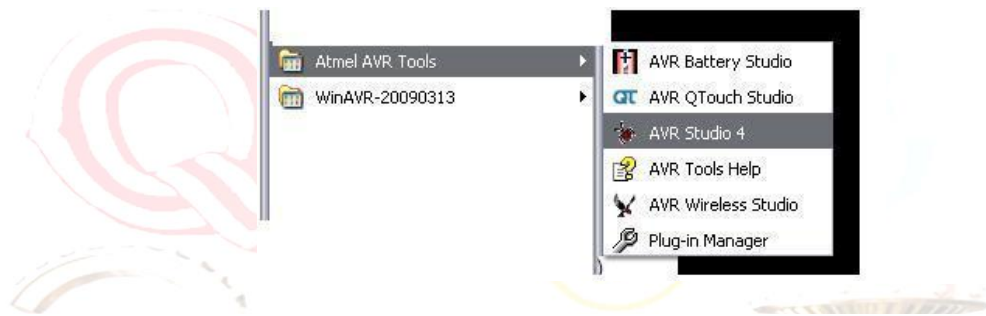 Atmel AVR Tools
WinAVR-20090313
AVR Battery Studio
QT AVR QTouch Studio
AVR Studio 4
AVR Tools Help
AVR Wireless Studio
Plug-in Manager